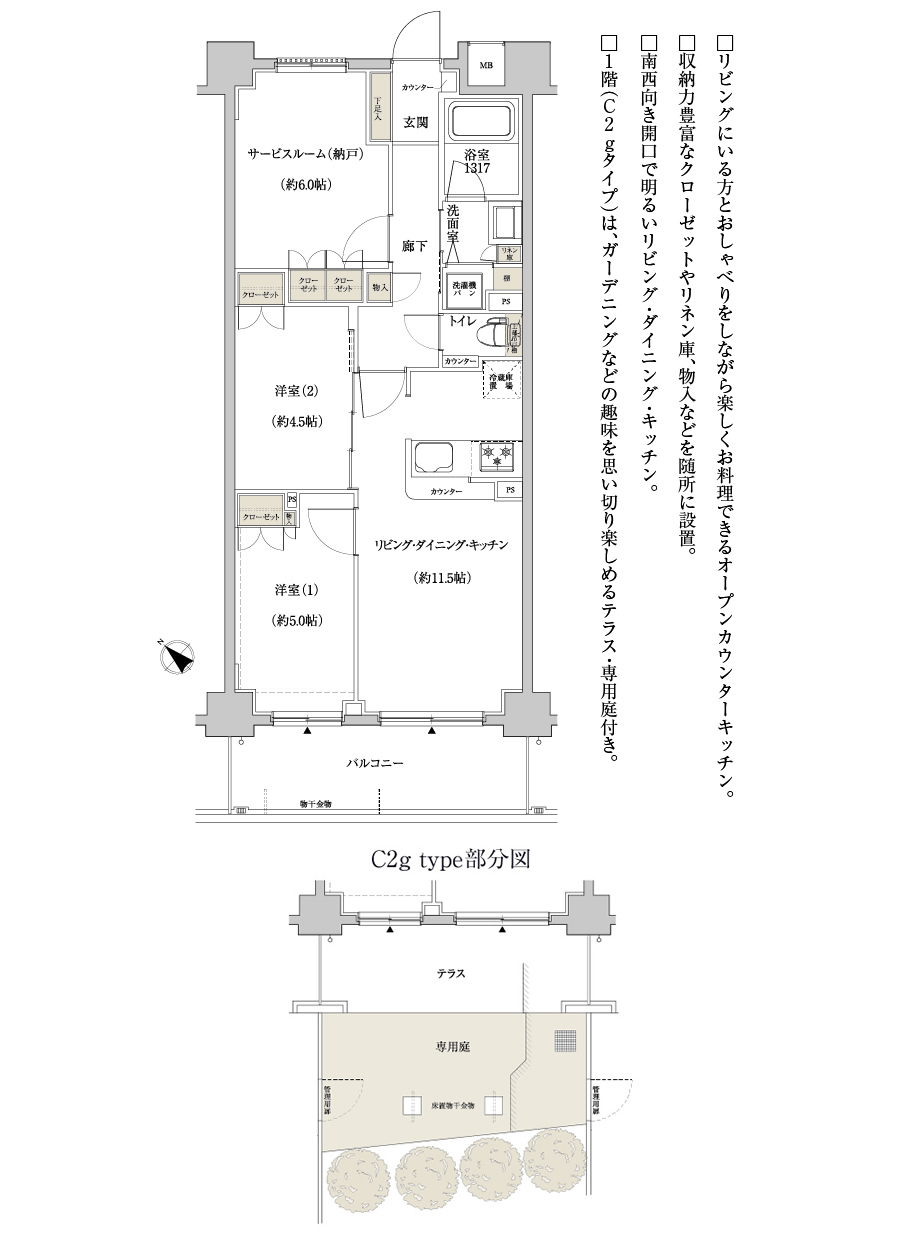 □リビングにいる方とおしゃべりをしながら楽しくお料理できるオープンカウンターキッチン。
□収納力豊富なクローゼットやリネン庫、物入などを随所に設置。
□南西向き開口で明るいリビング・ダイニング・キッチン。
□1階(C2gタイプ)は、ガーデニングなどの趣味を思い切り楽しめるテラス・専用庭付き。
MB
カウンター
下足入
玄関
サービスルーム(納戸)
(約6.0帖)
浴室
1317
洗面室
廊下
リネン
庫
クローゼット
クロー
ゼット
クロー
ゼット
物入
洗濯機
パン
棚
PS
トイレ
カウンター
冷蔵庫
置場
洋室(2)
(約4.5帖)
カウンター
PS
クローゼット
PS
物入
リビング・ダイニング・キッチン
(約11.5帖)
洋室(1)
(約5.0帖)
N
バルコニー
物干金物
C2g type部分図
テラス
専用庭
管理用扉
床置物干金物
管理用扉